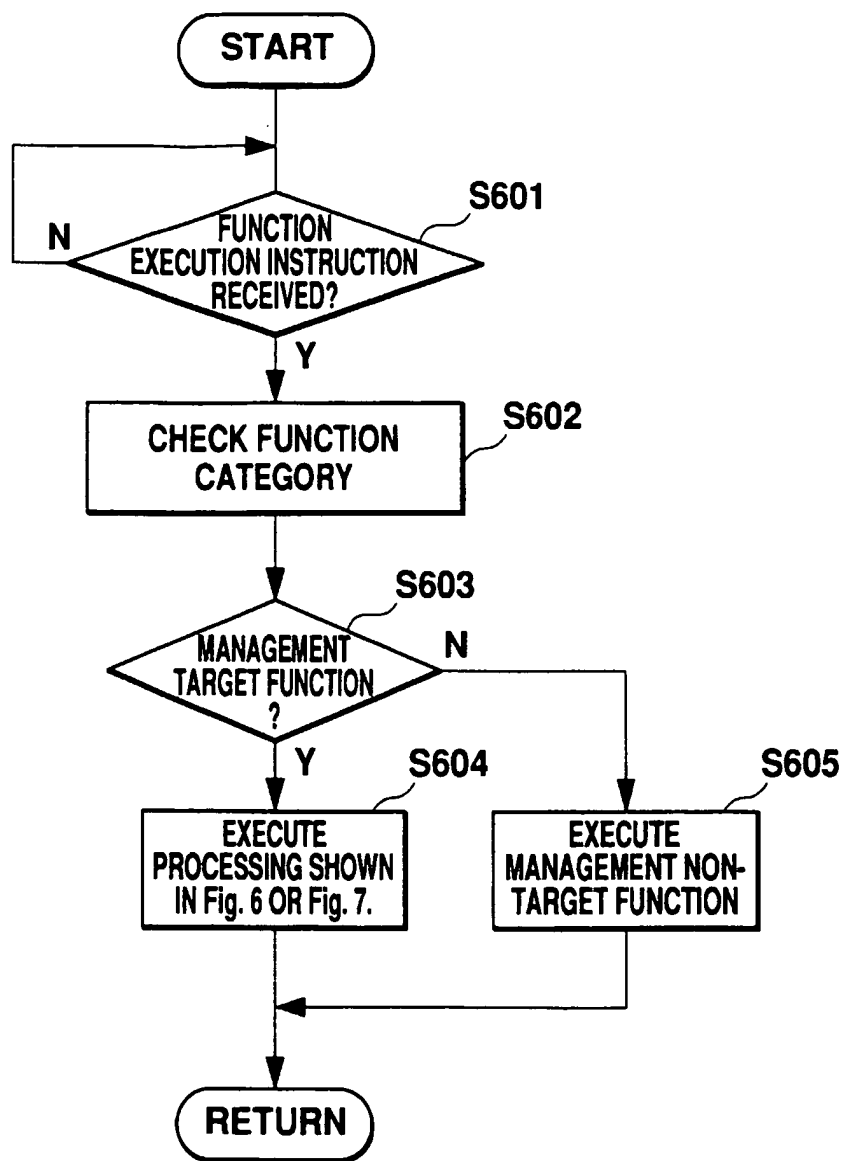 START
S601
N
FUNCTION
EXECUTION INSTRUCTION
RECEIVED?
Y
S602
CHECK FUNCTION
CATEGORY
S603
MANAGEMENT
TARGET FUNCTION
?
N
Y
S604
EXECUTE
PROCESSING SHOWN
IN Fig. 6 OR Fig. 7.
S605
EXECUTE
MANAGEMENT NON-
TARGET FUNCTION
RETURN